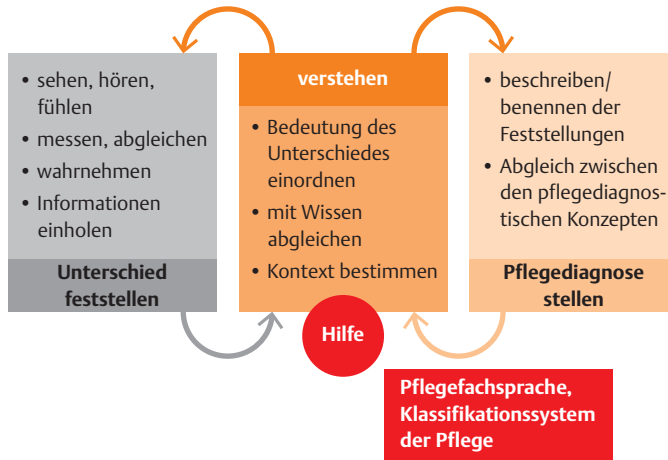 • sehen, hören,
fühlen
• messen, abgleichen
• wahrnehmen
• Informationen
einholen
Unterschied
feststellen
verstehen
• Bedeutung des
Unterschiedes
einordnen
• mit Wissen
abgleichen
• Kontext bestimmen
Hilfe
• beschreiben/
benennen der
Feststellungen
• Abgleich zwischen
den pflegediagnos-
tischen Konzepten
Pflegediagnose
stellen
Pflegefachsprache,
Klassifikationssystem
der Pflege